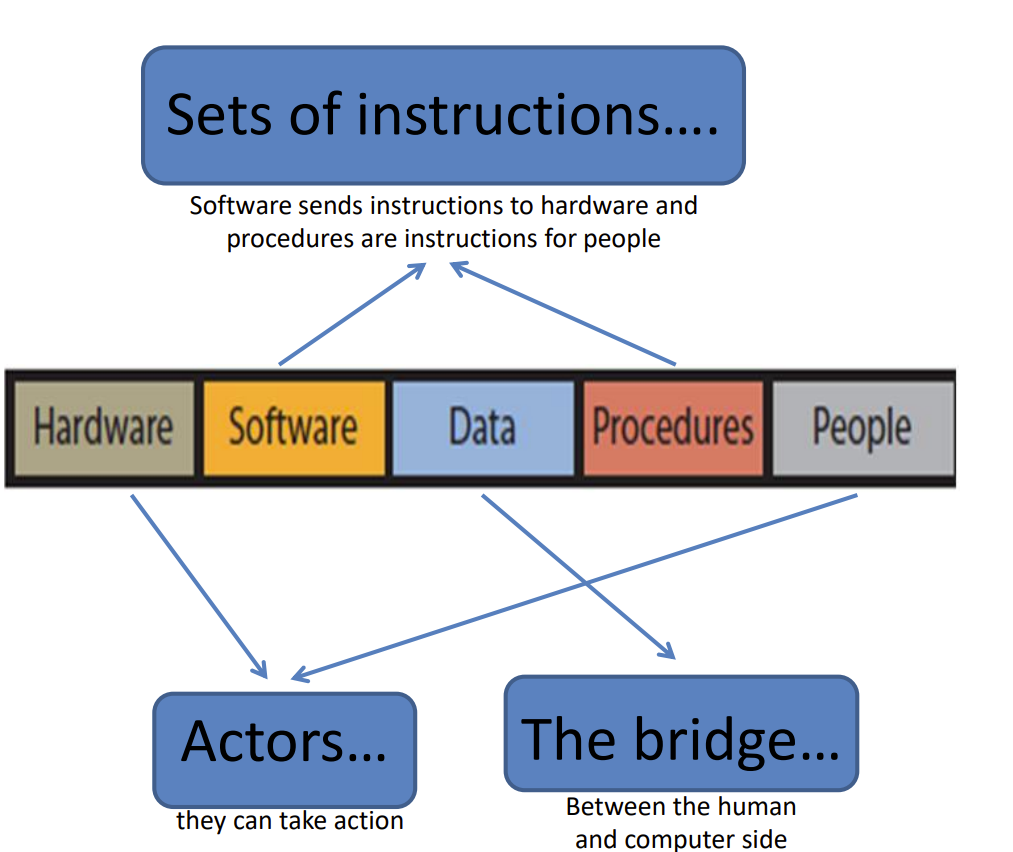 Sets of instructions....
Software sends instructions to hardware and
procedures are instructions for people
Hardware
Software
Data
Procedures
People
Actors...
they can take action
The bridge...
Between the human
and computer side